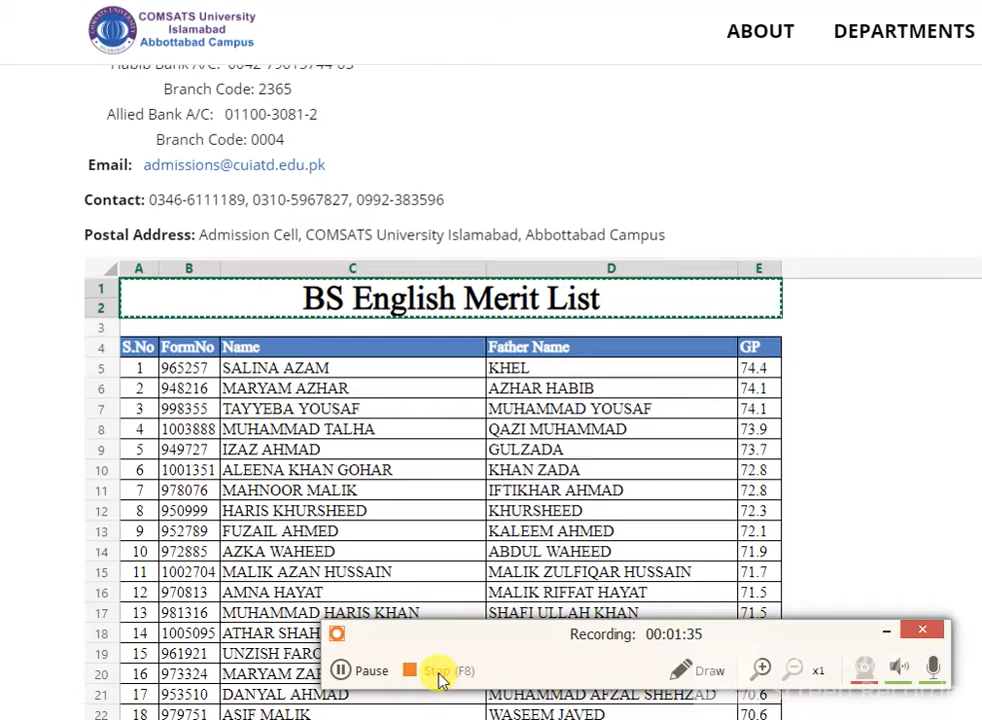 COMSATS University
Islamabad
Abbottabad Campus
ABOUT DEPARTMENTS
Branch Code: 2365
Allied Bank A/C: 01100-3081-2
Branch Code: 0004
Email: admissions@cuiatd.edu.pk
Contact: 0346-6111189, 0310-5967827, 0992-383596
Postal Address: Admission Cell, COMSATS University Islamabad, Abbottabad Campus
A B C D E
1
2
BS English Merit List
3
4 S.No FormNo Name Father Name GP
5 1 965257 SALINA AZAM KHEL 74.4
6 2 948216 MARYAM AZHAR AZHAR HABIB 74.1
7 3 998355 TAYYEBA YOUSAF MUHAMMAD YOUSAF 74.1
8 4 1003888 MUHAMMAD TALHA QAZI MUHAMMAD 73.9
9 5 949727 IZAZ AHMAD GULZADA 73.7
10 6 1001351 ALEENA KHAN GOHAR KHAN ZADA 72.8
11 7 978076 MAHNOOR MALIK IFTIKHAR AHMAD 72.8
12 8 950999 HARIS KHURSHEED KHURSHEED 72.3
13 9 952789 FUZAIL AHMED KALEEM AHMED 72.1
14 10 972885 AZKA WAHEED ABDUL WAHEED 71.9
15 11 1002704 MALIK AZAN HUSSAIN MALIK ZULFIQAR HUSSAIN 71.7
16 12 970813 AMNA HAYAT MALIK RIFFAT HAYAT 71.5
17 13 981316 MUHAMMAD HARIS KHAN SHAFI ULLAH KHAN 71.5
18 14 1005095 ATHAR SHAH
19 15 961921 UNZISH
20 16 973324 MARYAM
21 17 953510 DANYAL AHMAD MUHAMMAD AFZAL SHEHZAD 70.6
22 18 979751 ASIF MALIK WASEEM JAVED 70.6
Recording: 00:01:35
Pause Stop (F8) Draw x1